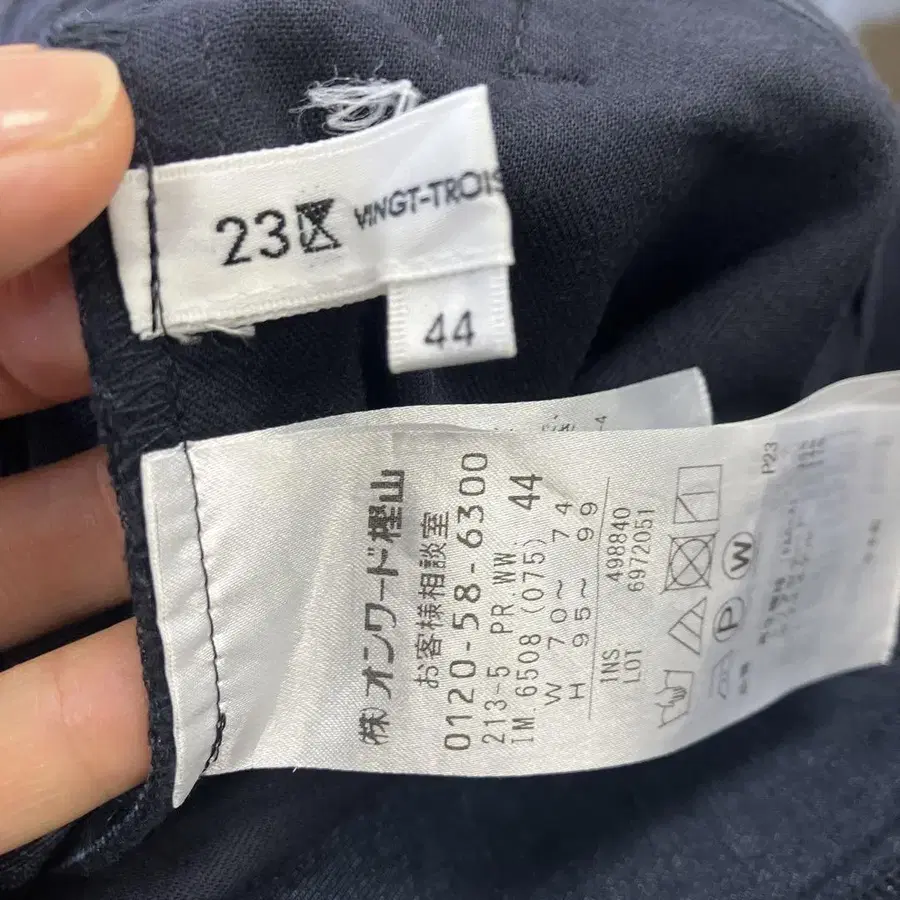 23区 VINGT-TROIS
44
(株)オンワード樫山
お客様相談室
0120-58-6300
213-5 PR.WW. 44
IM.6508 (075)
W 70~ 74
H 95~ 99
INS 498840
LOT 6972051
W
P
P23